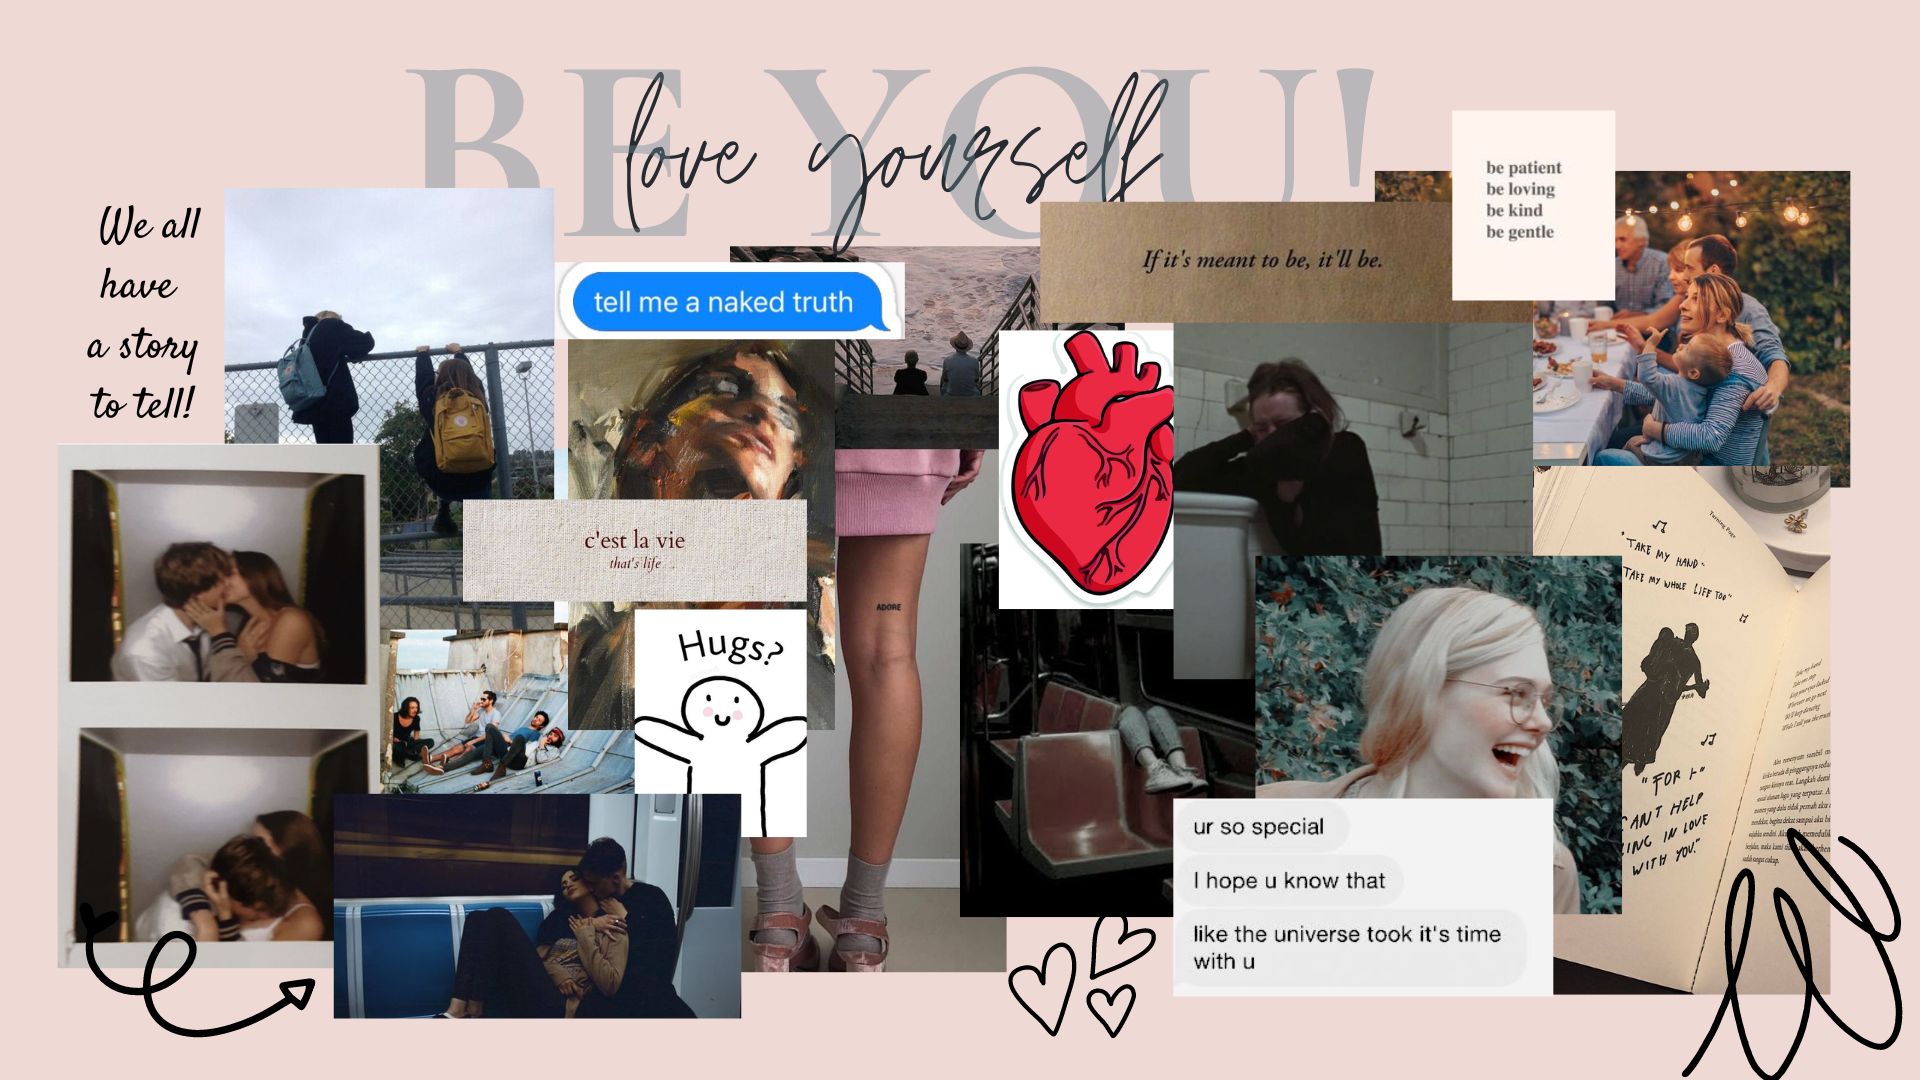 BE YOU!
love yourself
We all
have
a story
to tell!
tell me a naked truth
If it's meant to be, it'll be.
be patient
be loving
be kind
be gentle
c'est la vie
that's life
Hugs?
ADORE
Turning Page
"TAKE MY HAND"
TAKE MY WHOLE LIFE TOO"
"FOR I"
CAN'T HELP
IN LOVE
WITH YOU."
ur so special
I hope u know that
like the universe took it's time
with u